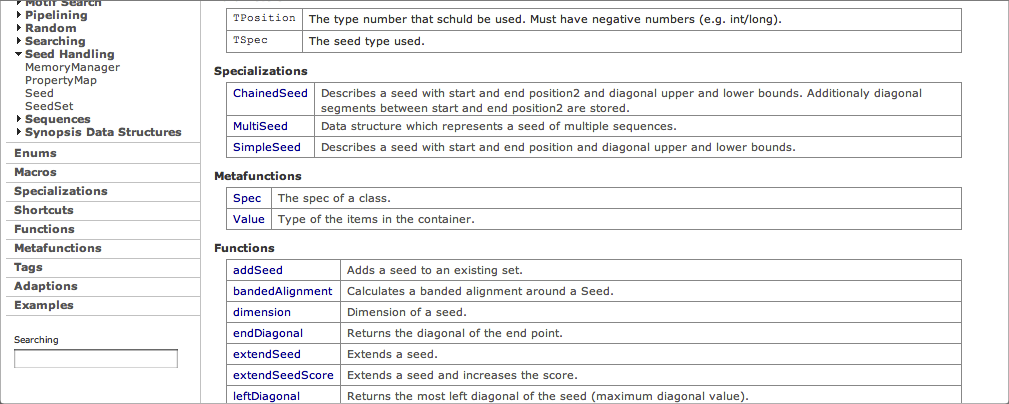 Motif Search
Pipelining
Random
Searching
Seed Handling
MemoryManager
PropertyMap
Seed
SeedSet
Sequences
Synopsis Data Structures
Enums
Macros
Specializations
Shortcuts
Functions
Metafunctions
Tags
Adaptions
Examples
Searching
TPosition The type number that schuld be used. Must have negative numbers (e.g. int/long).
TSpec The seed type used.
Specializations
ChainedSeed Describes a seed with start and end position2 and diagonal upper and lower bounds. Additionaly diagonal
segments between start and end position2 are stored.
MultiSeed Data structure which represents a seed of multiple sequences.
SimpleSeed Describes a seed with start and end position and diagonal upper and lower bounds.
Metafunctions
Spec The spec of a class.
Value Type of the items in the container.
Functions
addSeed Adds a seed to an existing set.
bandedAlignment Calculates a banded alignment around a Seed.
dimension Dimension of a seed.
endDiagonal Returns the diagonal of the end point.
extendSeed Extends a seed.
extendSeedScore Extends a seed and increases the score.
leftDiagonal Returns the most left diagonal of the seed (maximum diagonal value).